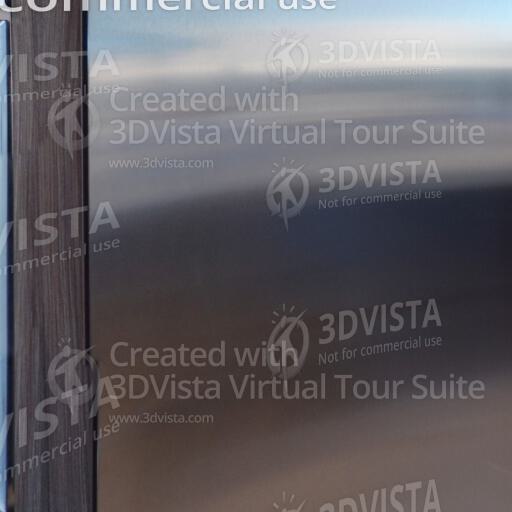 commercial use
3DVISTA
Not for commercial use
VISTA
commercial use
Created with
3DVista Virtual Tour Suite
www.3dvista.com
3DVISTA
Not for commercial use
VISTA
commercial use
3DVISTA
Not for commercial use
Created with
3DVista Virtual Tour Suite
www.3dvista.com
VISTA
commercial use
3DVISTA